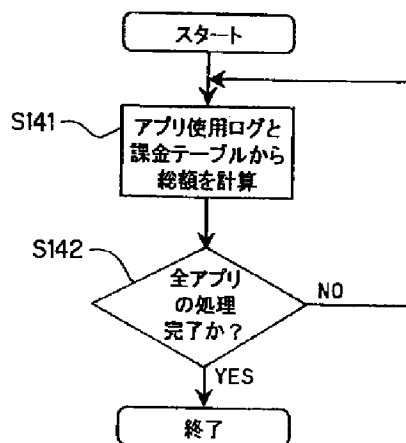 スタート
S141
アプリ使用ログと
課金テーブルから
総額を計算
S142
全アプリ
の処理
完了か?
NO
YES
終了